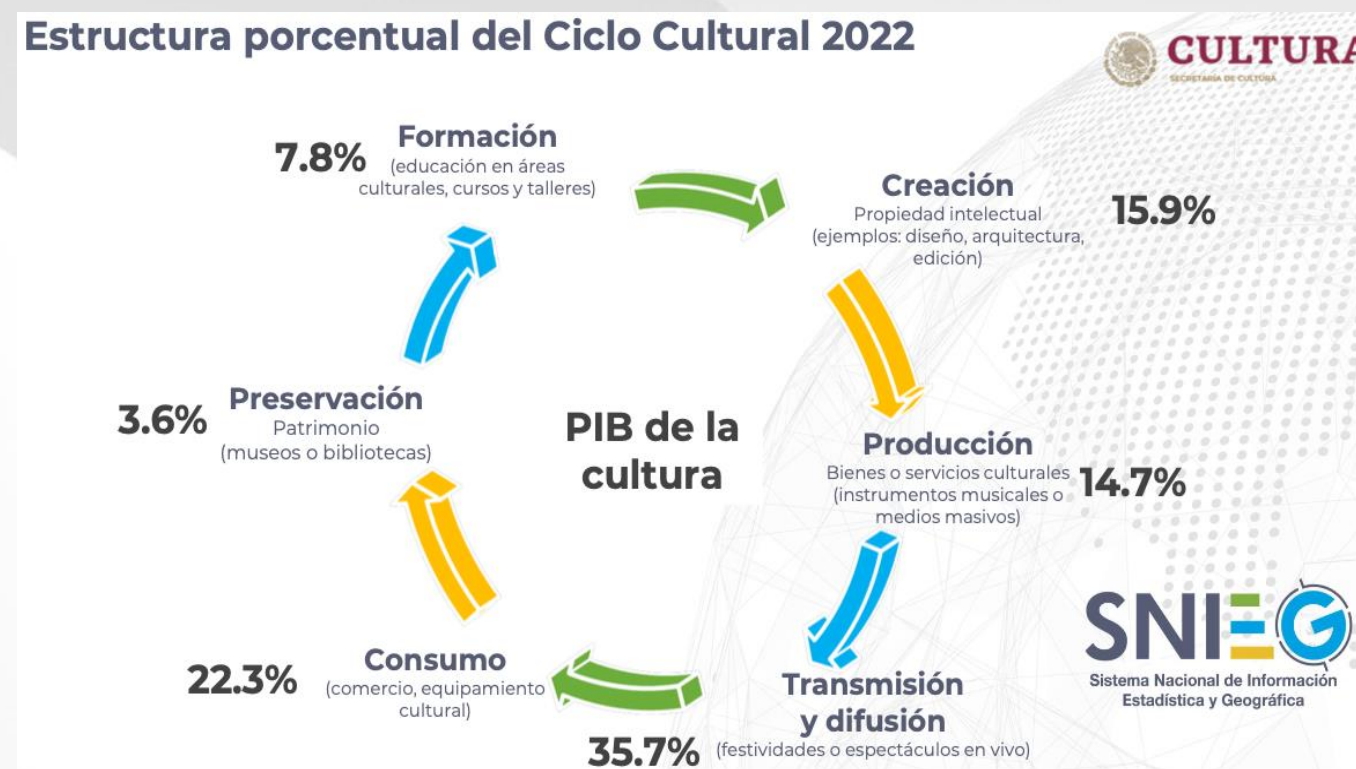 Estructura porcentual del Ciclo Cultural 2022
CULTURA
SECRETARÍA DE CULTURA
Formación
7.8%
(educación en áreas
culturales, cursos y talleres)
Creación
Propiedad intelectual
(ejemplos: diseño, arquitectura,
edición)
15.9%
Preservación
3.6%
Patrimonio
(museos o bibliotecas)
PIB de la
cultura
Producción
Bienes o servicios culturales
(instrumentos musicales o
medios masivos)
14.7%
Consumo
22.3%
(comercio, equipamiento
cultural)
Transmisión
y difusión
35.7%
(festividades o espectáculos en vivo)
SNIEG
Sistema Nacional de Información
Estadística y Geográfica